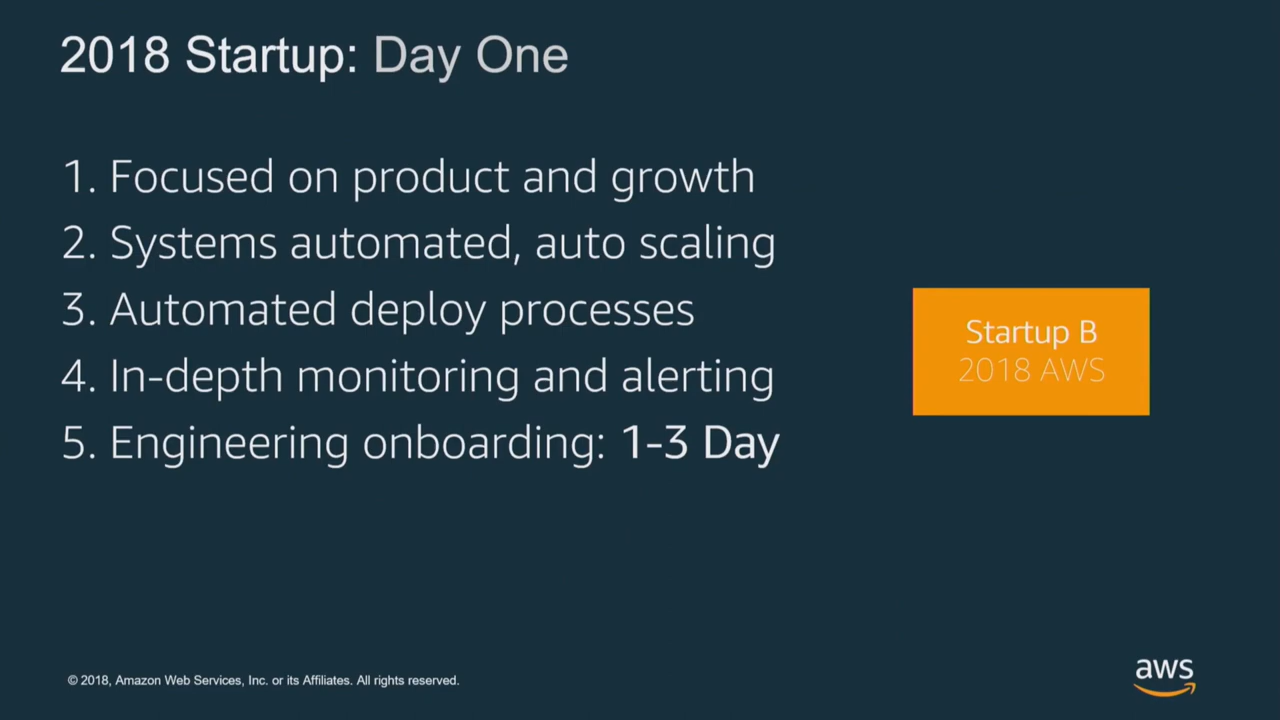 2018 Startup: Day One
1. Focused on product and growth
2. Systems automated, auto scaling
3. Automated deploy processes
4. In-depth monitoring and alerting
5. Engineering onboarding: 1-3 Day
Startup B
2018 AWS
© 2018, Amazon Web Services, Inc. or its Affiliates. All rights reserved.
aws